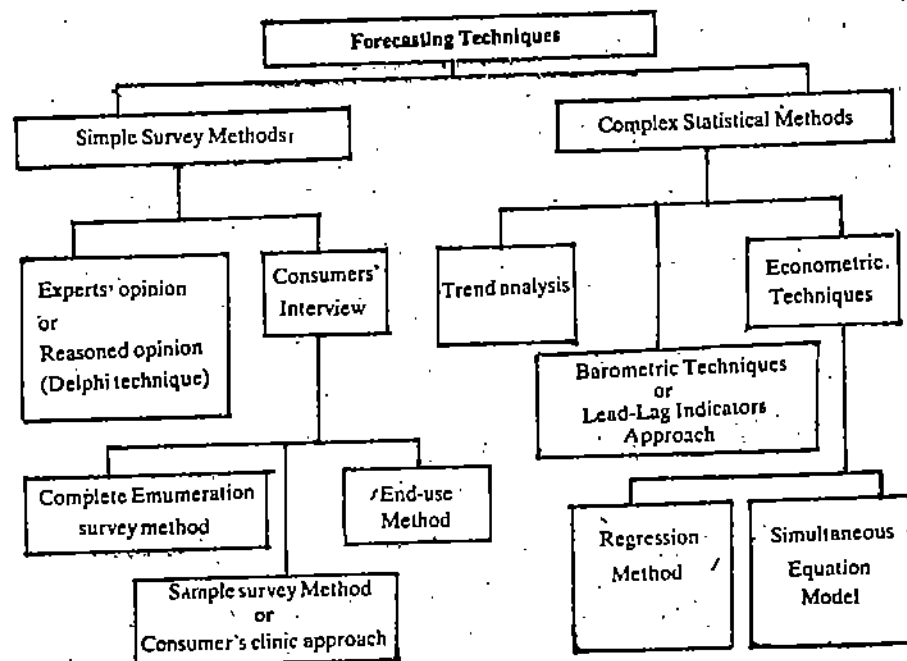 Forecasting Techniques
Simple Survey Methods
Complex Statistical Methods
Experts' opinion
or
Reasoned opinion
(Delphi technique)
Consumers'
Interview
Trend analysis
Econometric
Techniques
Barometric Techniques
or
Lead-Lag Indicators
Approach
Complete Emumeration
survey method
End-use
Method
Sample survey Method
or
Consumer's clinic approach
Regression
Method
Simultaneous
Equation
Model